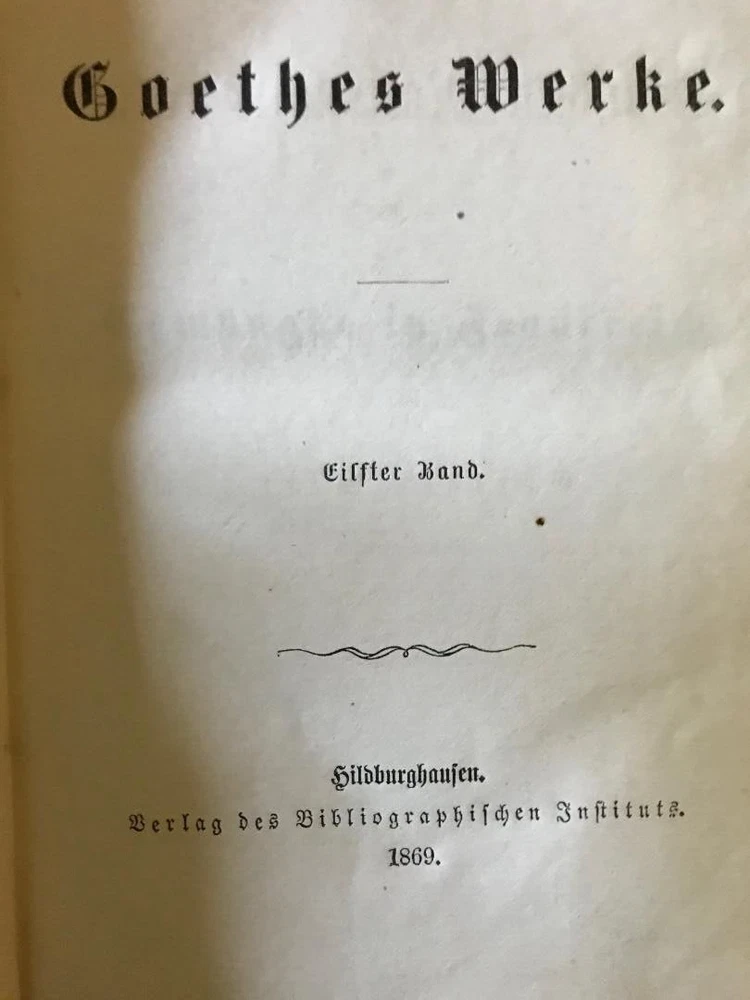 Goethes Werke.
Eilfter Band.
Hildburghausen.
Verlag des Bibliographischen Instituts.
1869.